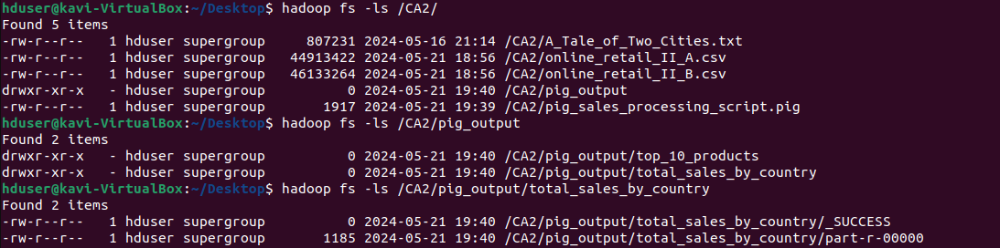 hduser@kavi-VirtualBox:~/Desktop$ hadoop fs -ls /CA2/
Found 5 items
-rw-r--r--   1 hduser supergroup     807231 2024-05-16 21:14 /CA2/A_Tale_of_Two_Cities.txt
-rw-r--r--   1 hduser supergroup   44913422 2024-05-21 18:56 /CA2/online_retail_II_A.csv
-rw-r--r--   1 hduser supergroup   46133264 2024-05-21 18:56 /CA2/online_retail_II_B.csv
drwxr-xr-x   - hduser supergroup          0 2024-05-21 19:40 /CA2/pig_output
-rw-r--r--   1 hduser supergroup       1917 2024-05-21 19:39 /CA2/pig_sales_processing_script.pig
hduser@kavi-VirtualBox:~/Desktop$ hadoop fs -ls /CA2/pig_output
Found 2 items
drwxr-xr-x   - hduser supergroup          0 2024-05-21 19:40 /CA2/pig_output/top_10_products
drwxr-xr-x   - hduser supergroup          0 2024-05-21 19:40 /CA2/pig_output/total_sales_by_country
hduser@kavi-VirtualBox:~/Desktop$ hadoop fs -ls /CA2/pig_output/total_sales_by_country
Found 2 items
-rw-r--r--   1 hduser supergroup          0 2024-05-21 19:40 /CA2/pig_output/total_sales_by_country/_SUCCESS
-rw-r--r--   1 hduser supergroup       1185 2024-05-21 19:40 /CA2/pig_output/total_sales_by_country/part-r-00000